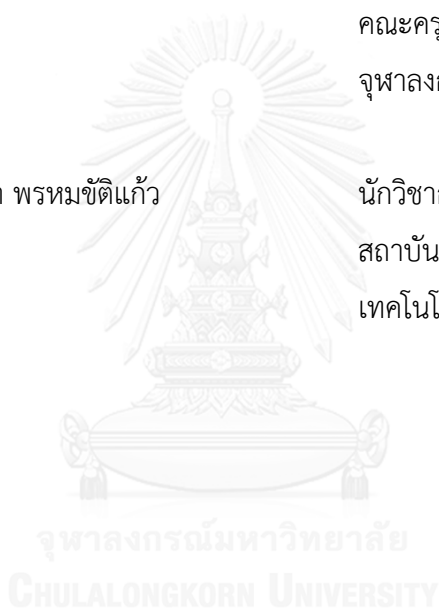 คณะครุ
จุฬาลงก
พรหมขัติแก้ว
นักวิชาก
สถาบัน
เทคโนโ
จุฬาลงกรณ์มหาวิทยาลัย
CHULALONGKORN UNIVERSITY